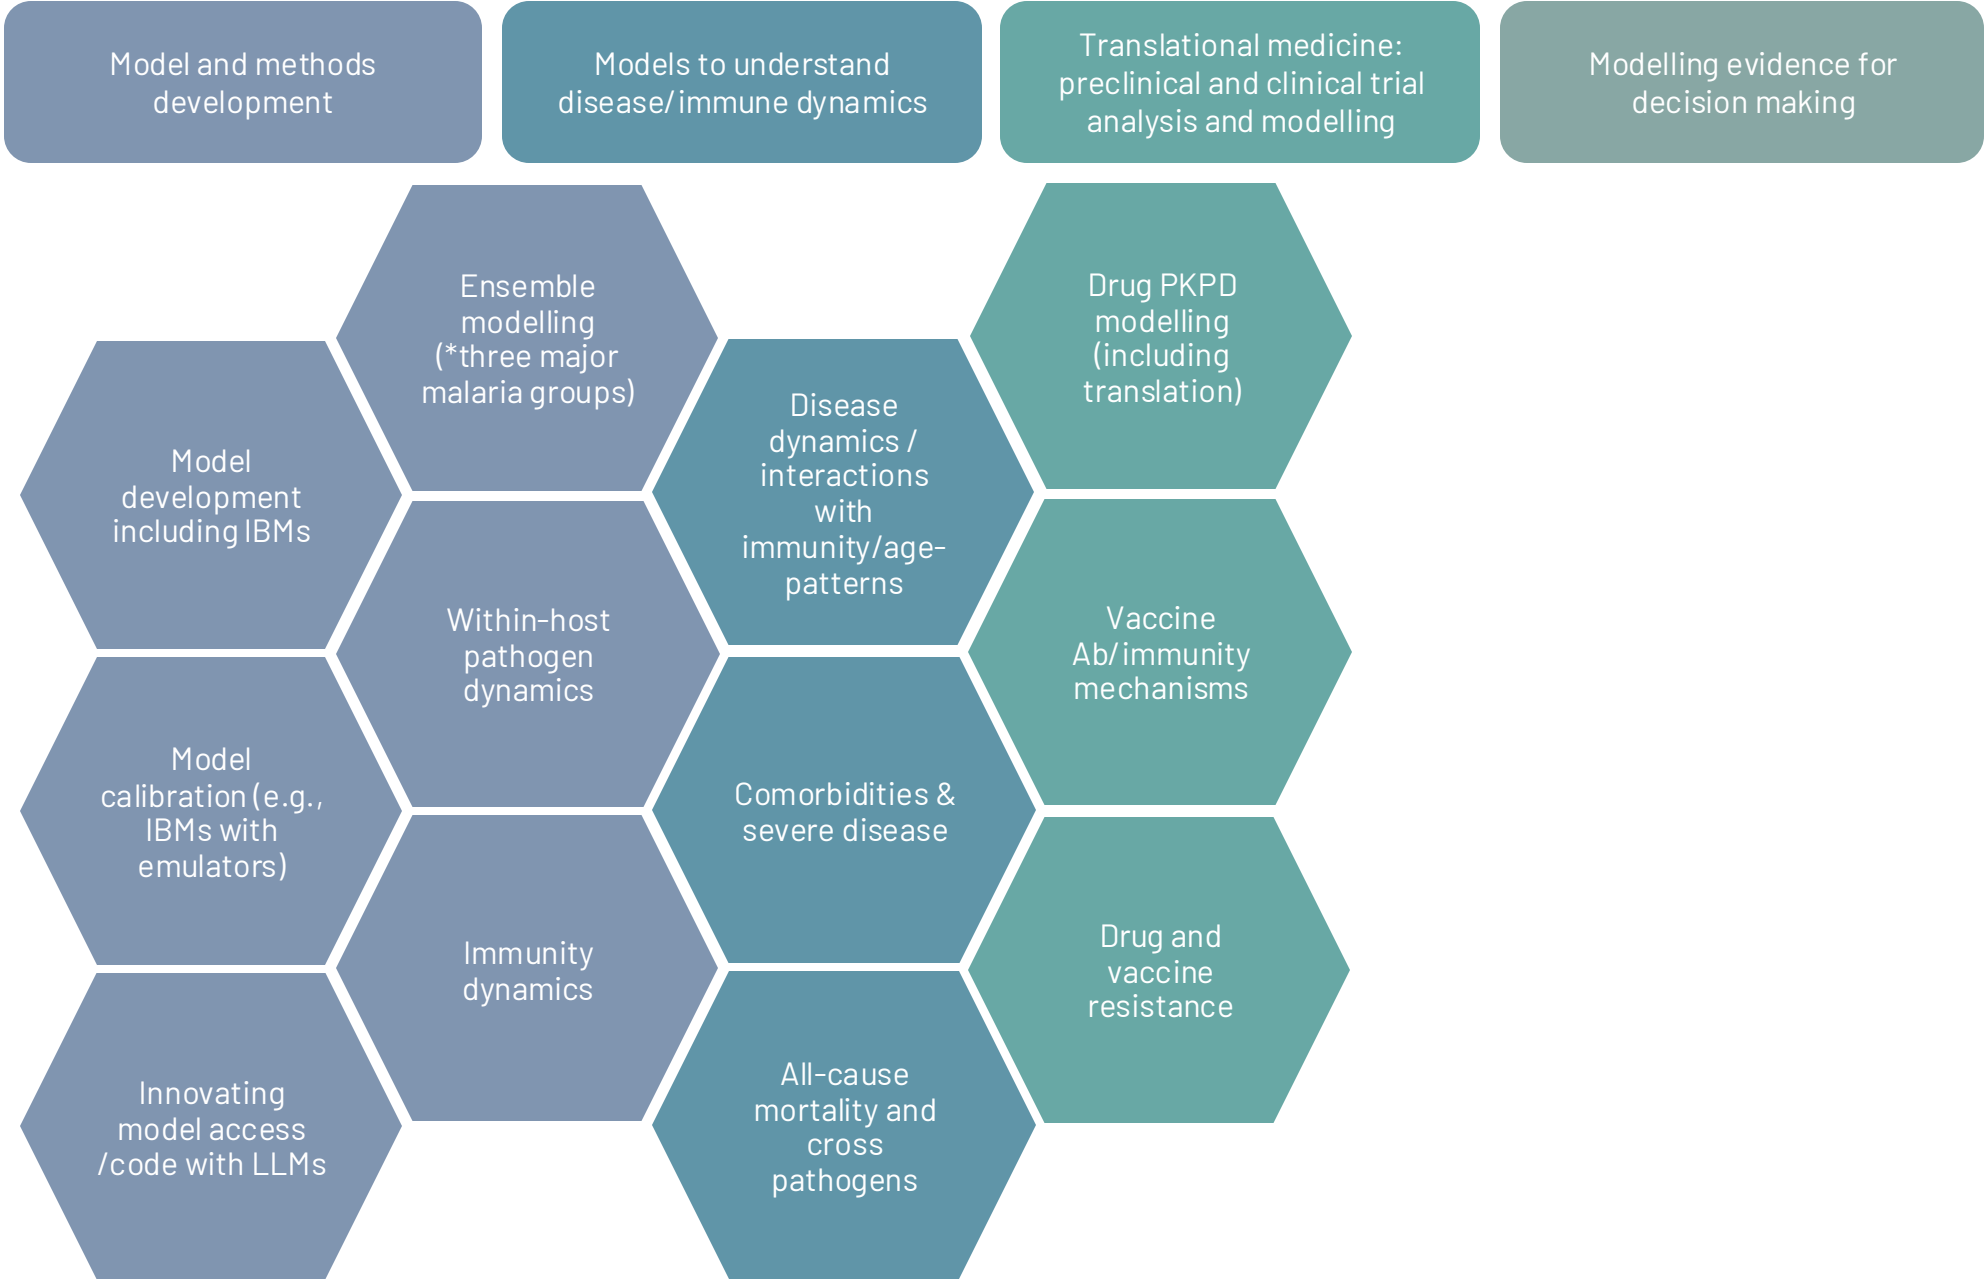 Model and methods
development
Models to understand
disease/immune dynamics
Translational medicine:
preclinical and clinical trial
analysis and modelling
Modelling evidence for
decision making
Model
development
including IBMs
Model
calibration (e.g.,
IBMs with
emulators)
Innovating
model access
/code with LLMs
Ensemble
modelling
(*three major
malaria groups)
Within-host
pathogen
dynamics
Immunity
dynamics
Disease
dynamics /
interactions
with
immunity/age-
patterns
Comorbidities &
severe disease
All-cause
mortality and
cross
pathogens
Drug PKPD
modelling
(including
translation)
Vaccine
Ab/immunity
mechanisms
Drug and
vaccine
resistance